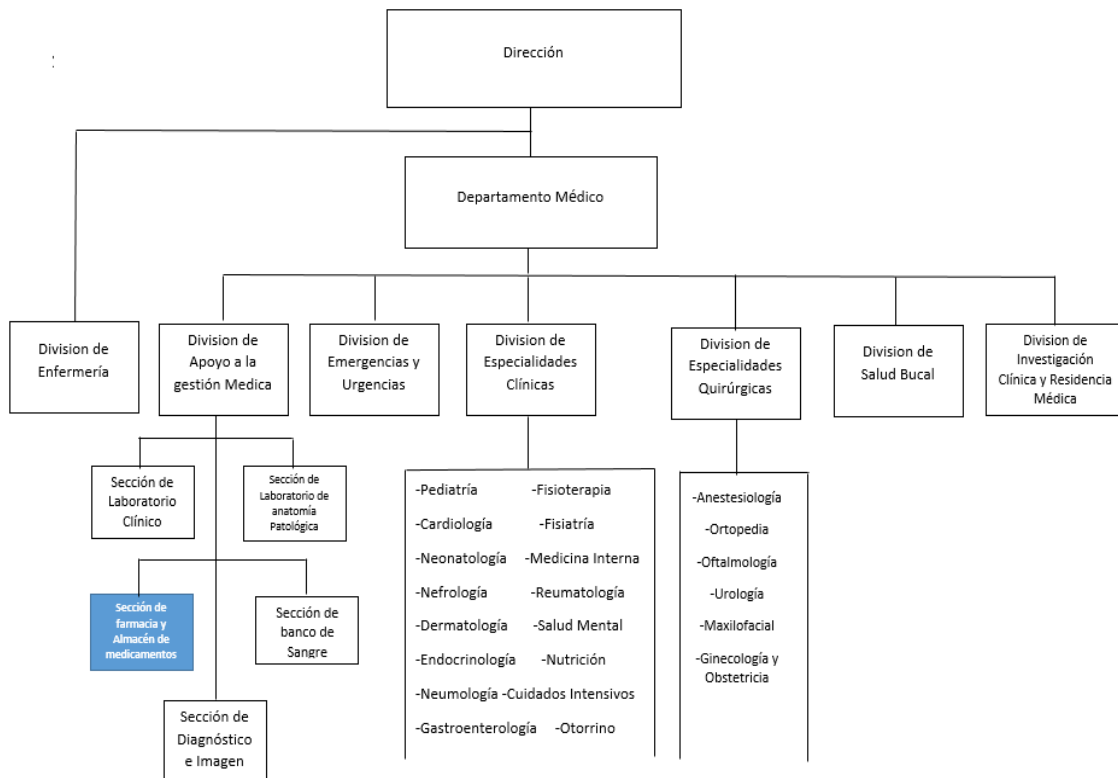 :
Dirección
Departamento Médico
Division de
Enfermería
Division de
Apoyo a la
gestión Medica
Division de
Emergencias y
Urgencias
Division de
Especialidades
Clínicas
Division de
Especialidades
Quirúrgicas
Division de
Salud Bucal
Division de
Investigación
Clínica y Residencia
Médica
Sección de
Laboratorio
Clínico
Sección de
Laboratorio de
anatomía
Patológica
Sección de
farmacia y
Almacén de
medicamentos
Sección de
banco de
Sangre
Sección de
Diagnóstico
e Imagen
-Pediatría -Fisioterapia
-Cardiología -Fisiatría
-Neonatología -Medicina Interna
-Nefrología -Reumatología
-Dermatología -Salud Mental
-Endocrinología -Nutrición
-Neumología -Cuidados Intensivos
-Gastroenterología -Otorrino
-Anestesiología
-Ortopedia
-Oftalmología
-Urología
-Maxilofacial
-Ginecología y
Obstetricia